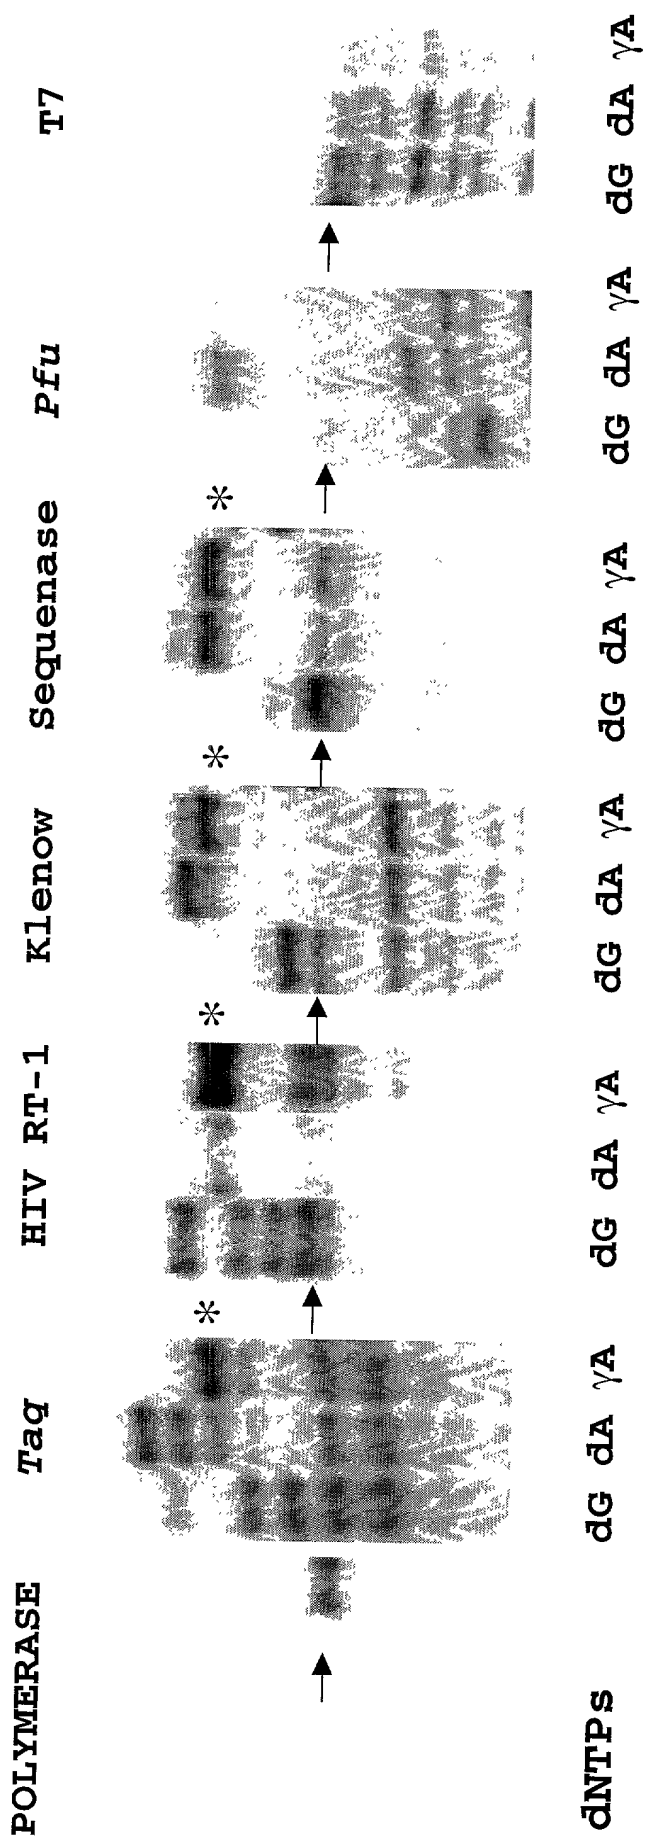 POLYMERASE Taq HIV RT-1 Klenow Sequenase Pfu T7
* * * *
dNTPs dG dA γA dG dA γA dG dA γA dG dA γA dG dA γA dG dA γA